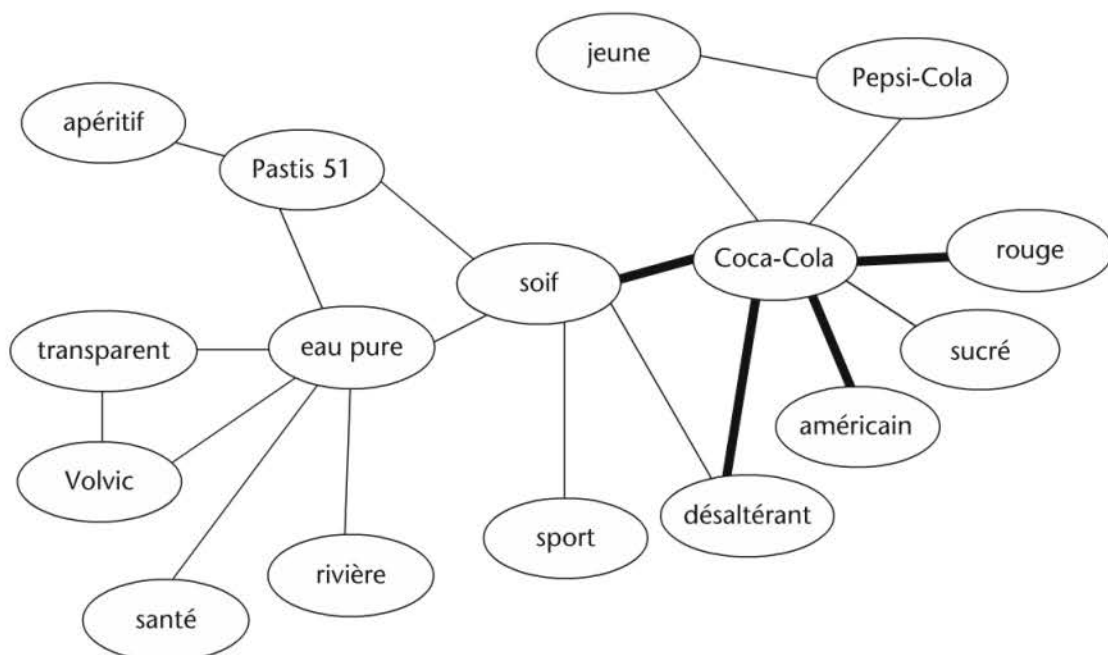 jeune
Pepsi-Cola
apéritif
Pastis 51
Coca-Cola
rouge
soif
transparent
eau pure
sucré
américain
Volvic
désaltérant
sport
rivière
santé